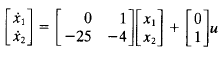 [ẋ₁ ẋ₂] = [0 1; -25 -4][x₁ x₂] + [0 1]u